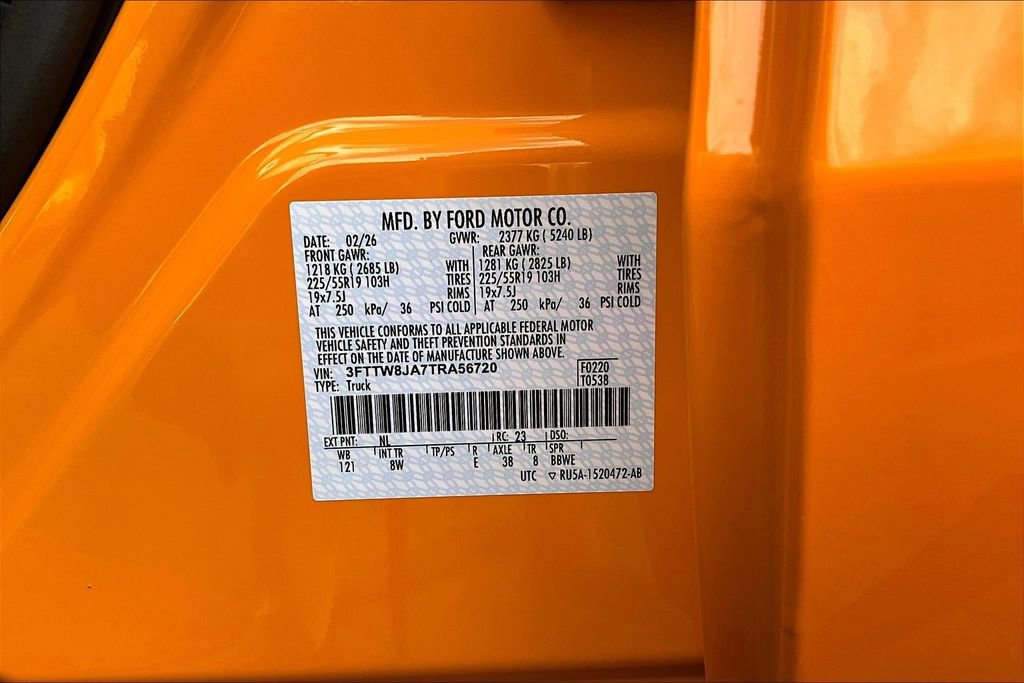 MFD. BY FORD MOTOR CO.
DATE: 02/26 GVWR: 2377 KG ( 5240 LB)
FRONT GAWR: REAR GAWR:
1218 KG ( 2685 LB) WITH 1281 KG ( 2825 LB) WITH
225/55R19 103H TIRES 225/55R19 103H TIRES
19x7.5J RIMS 19x7.5J RIMS
AT 250 kPa/ 36 PSI COLD AT 250 kPa/ 36 PSI COLD
THIS VEHICLE CONFORMS TO ALL APPLICABLE FEDERAL MOTOR
VEHICLE SAFETY AND THEFT PREVENTION STANDARDS IN
EFFECT ON THE DATE OF MANUFACTURE SHOWN ABOVE.
VIN: 3FTTW8JA7TRA56720 F0220
TYPE: Truck T0538
EXT PNT: NL RC: 23 DSO:
WB INT TR TP/PS R AXLE TR SPR
121 8W E 38 8 BBWE
UTC ▽ RU5A-1520472-AB